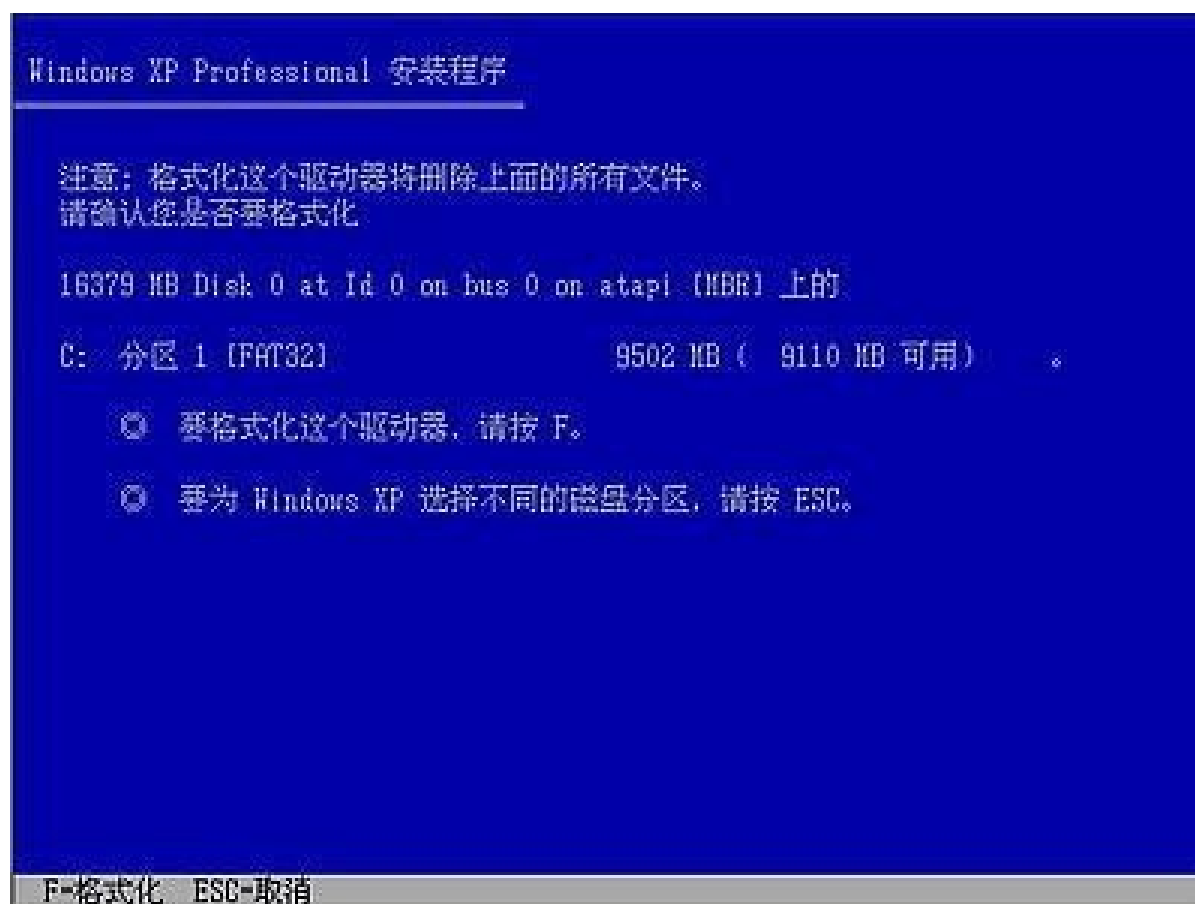 Windows XP Professional 安装程序
注意: 格式化这个驱动器将删除上面的所有文件。
请确认您是否要格式化
16379 MB Disk 0 at Id 0 on bus 0 on atapi [MBR] 上的
C: 分区 1 [FAT32] 9502 MB ( 9110 MB 可用) 。
要格式化这个驱动器, 请按 F。
要为 Windows XP 选择不同的磁盘分区, 请按 ESC。
F=格式化 ESC=取消